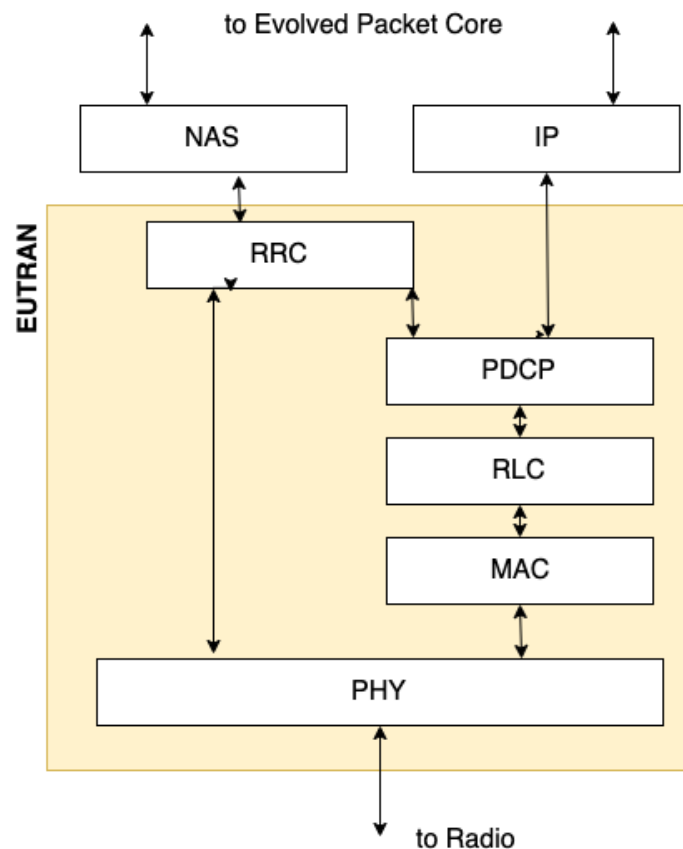 to Evolved Packet Core
NAS
IP
EUTRAN
RRC
PDCP
RLC
MAC
PHY
to Radio